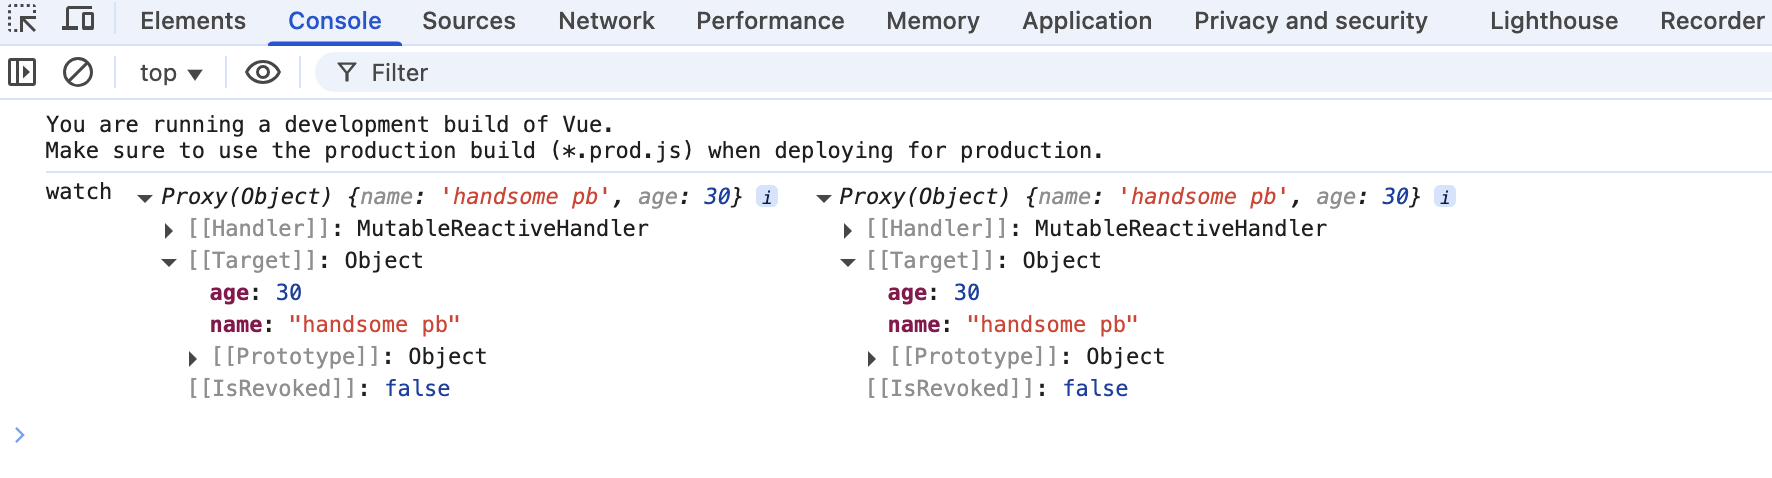 Elements Console Sources Network Performance Memory Application Privacy and security Lighthouse Recorder
top Filter
You are running a development build of Vue.
Make sure to use the production build (*.prod.js) when deploying for production.
watch Proxy(Object) {name: 'handsome pb', age: 30} i Proxy(Object) {name: 'handsome pb', age: 30} i
[[Handler]]: MutableReactiveHandler [[Handler]]: MutableReactiveHandler
[[Target]]: Object [[Target]]: Object
age: 30 age: 30
name: "handsome pb" name: "handsome pb"
[[Prototype]]: Object [[Prototype]]: Object
[[IsRevoked]]: false [[IsRevoked]]: false